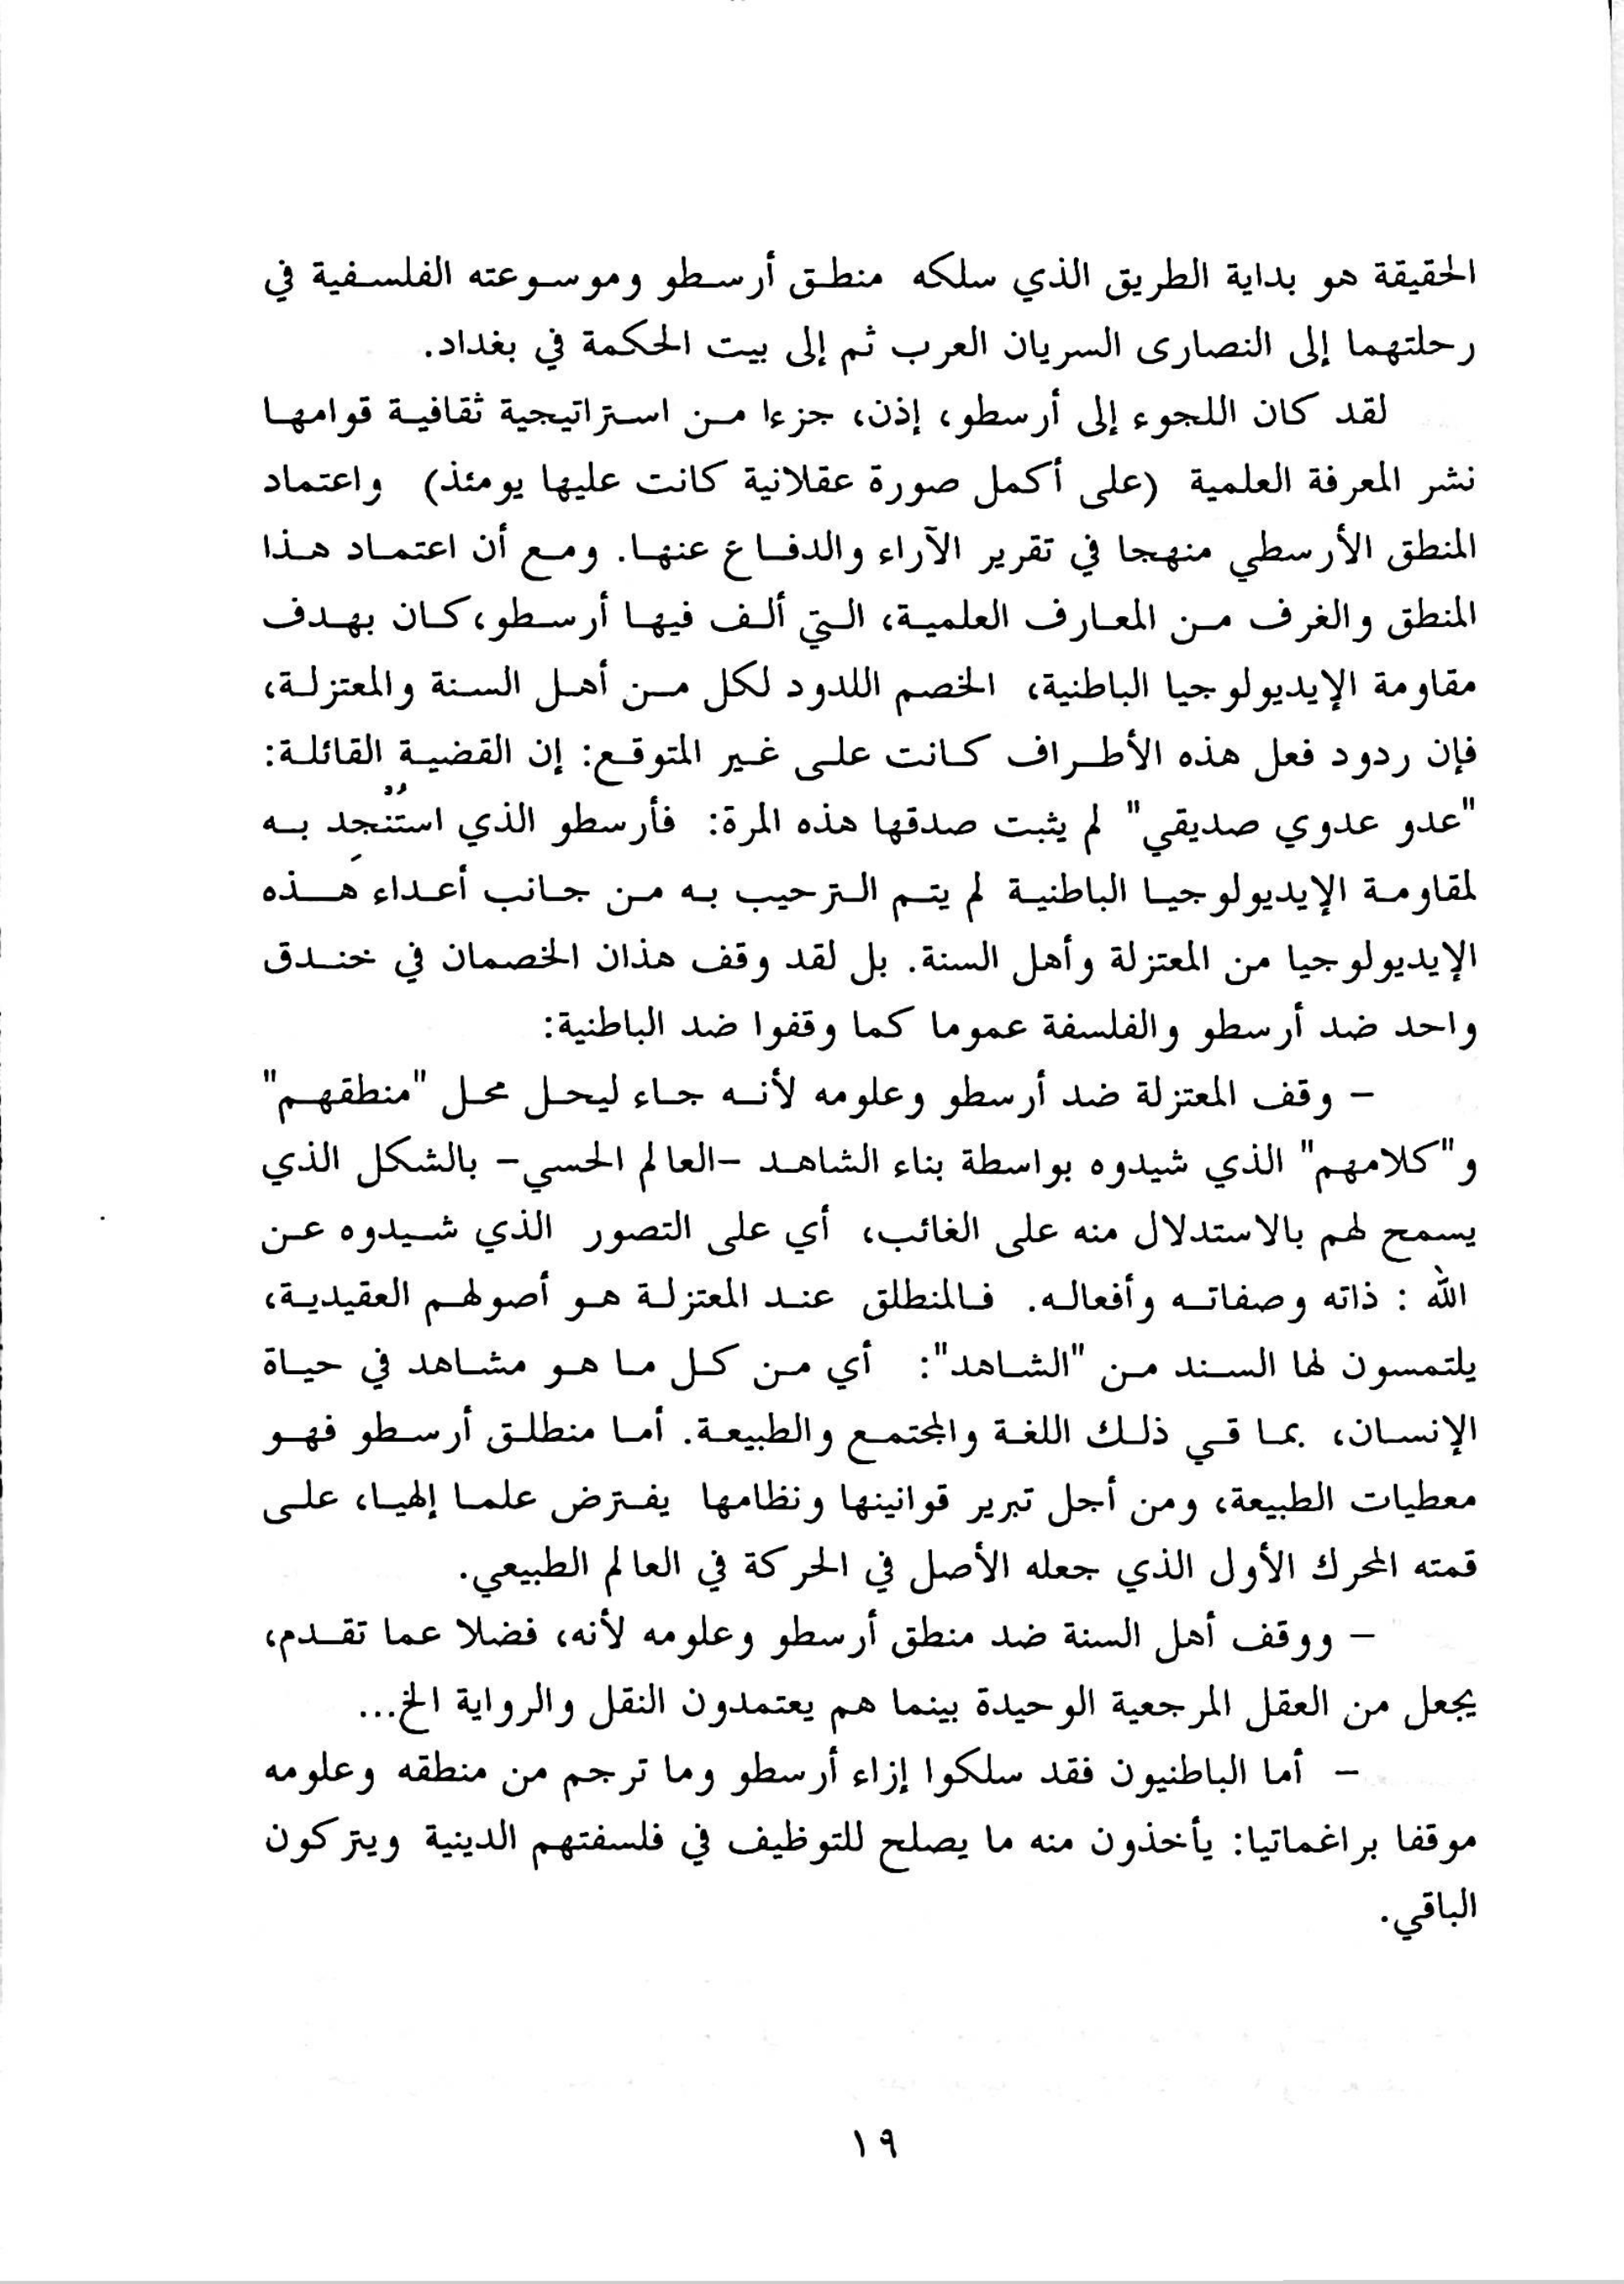 الحقيقة هو بداية الطريق الذي سلكه منطق أرسطو وموسوعته الفلسفية في
رحلتهما إلى النصارى السريان العرب ثم إلى بيت الحكمة في بغداد.
لقد كان اللجوء إلى أرسطو، إذن، جزءا من استراتيجية ثقافية قوامها
نشر المعرفة العلمية (على أكمل صورة عقلانية كانت عليها يومئذ) واعتماد
المنطق الأرسطي منهجا في تقرير الآراء والدفاع عنها. ومع أن اعتماد هذا
المنطق والغرف من المعارف العلمية، التي ألف فيها أرسطو، كان بهدف
مقاومة الإيديولوجيا الباطنية، الخصم اللدود لكل من أهل السنة والمعتزلة،
فإن ردود فعل هذه الأطراف كانت على غير المتوقع: إن القضية القائلة:
"عدو عدوي صديقي" لم يثبت صدقها هذه المرة: فأرسطو الذي استُنْجِد به
لمقاومة الإيديولوجيا الباطنية لم يتم الترحيب به من جانب أعداء هذه
الإيديولوجيا من المعتزلة وأهل السنة. بل لقد وقف هذان الخصمان في خندق
واحد ضد أرسطو والفلسفة عموما كما وقفوا ضد الباطنية:
– وقف المعتزلة ضد أرسطو وعلومه لأنه جاء ليحل محل "منطقهم"
و"كلامهم" الذي شيدوه بواسطة بناء الشاهد –العالم الحسي– بالشكل الذي
يسمح لهم بالاستدلال منه على الغائب، أي على التصور الذي شيدوه عن
الله : ذاته وصفاته وأفعاله. فالمنطلق عند المعتزلة هو أصولهم العقيدية،
يلتمسون لها السند من "الشاهد": أي من كل ما هو مشاهد في حياة
الإنسان، بما قي ذلك اللغة والمجتمع والطبيعة. أما منطلق أرسطو فهو
معطيات الطبيعة، ومن أجل تبرير قوانينها ونظامها يفترض علما إلهيا، على
قمته المحرك الأول الذي جعله الأصل في الحركة في العالم الطبيعي.
– ووقف أهل السنة ضد منطق أرسطو وعلومه لأنه، فضلا عما تقدم،
يجعل من العقل المرجعية الوحيدة بينما هم يعتمدون النقل والرواية الخ...
– أما الباطنيون فقد سلكوا إزاء أرسطو وما ترجم من منطقه وعلومه
موقفا براغماتيا: يأخذون منه ما يصلح للتوظيف في فلسفتهم الدينية ويتركون
الباقي.
١٩